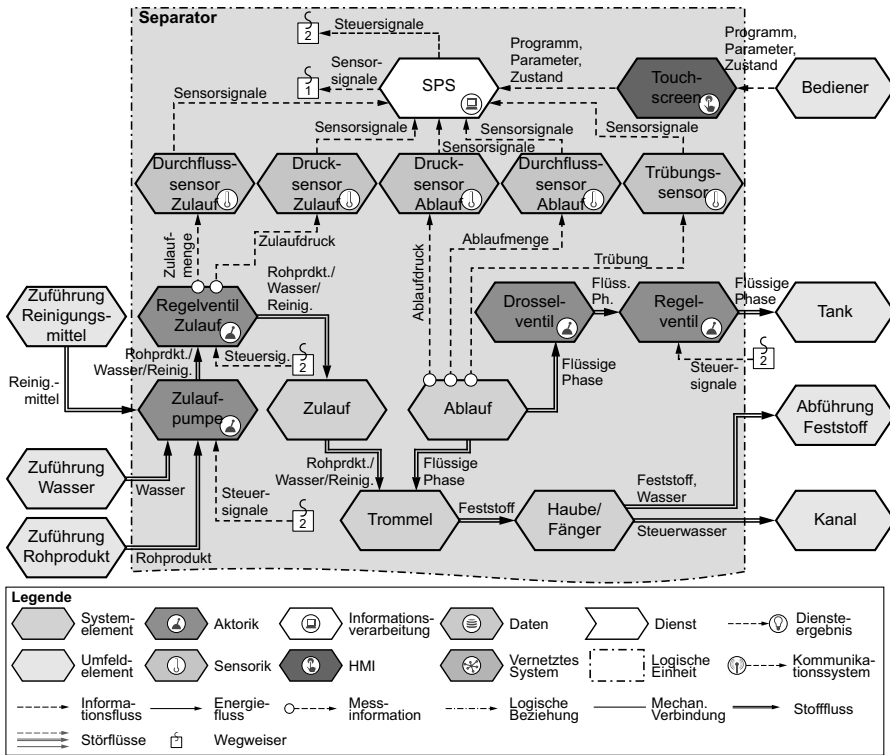 Separator
2
Steuersignale
Sensor-
signale
1
SPS
Programm,
Parameter,
Zustand
Touch-
screen
Programm,
Parameter,
Zustand
Bediener
Sensorsignale
Sensorsignale
Sensorsignale
Sensorsignale
Sensorsignale
Durchfluss-
sensor
Zulauf
Druck-
sensor
Zulauf
Druck-
sensor
Ablauf
Durchfluss-
sensor
Ablauf
Trübungs-
sensor
Zulauf-
menge
Zulaufdruck
Ablaufdruck
Ablaufmenge
Trübung
Zuführung
Reinigungs-
mittel
Regelventil
Zulauf
Rohprdkt./
Wasser/
Reinig.
Drossel-
ventil
Flüss.
Ph.
Regel-
ventil
Flüssige
Phase
Tank
Rohprdkt./
Wasser/Reinig.
Steuersig.
2
Flüssige
Phase
Steuer-
signale
2
Reinig.-
mittel
Zulauf-
pumpe
Zulauf
Ablauf
Abführung
Feststoff
Zuführung
Wasser
Wasser
Steuer-
signale
2
Rohprdkt./
Wasser/Reinig.
Flüssige
Phase
Trommel
Feststoff
Haube/
Fänger
Feststoff,
Wasser
Steuerwasser
Kanal
Zuführung
Rohprodukt
Rohprodukt
Legende
System-
element
Aktorik
Informations-
verarbeitung
Daten
Dienst
Dienste-
ergebnis
Umfeld-
element
Sensorik
HMI
Vernetztes
System
Logische
Einheit
Kommunika-
tionssystem
Infor-
mationsfluss
Energie-
fluss
Mess-
information
Logische
Beziehung
Mechan.
Verbindung
Stofffluss
Störflüsse
Wegweiser